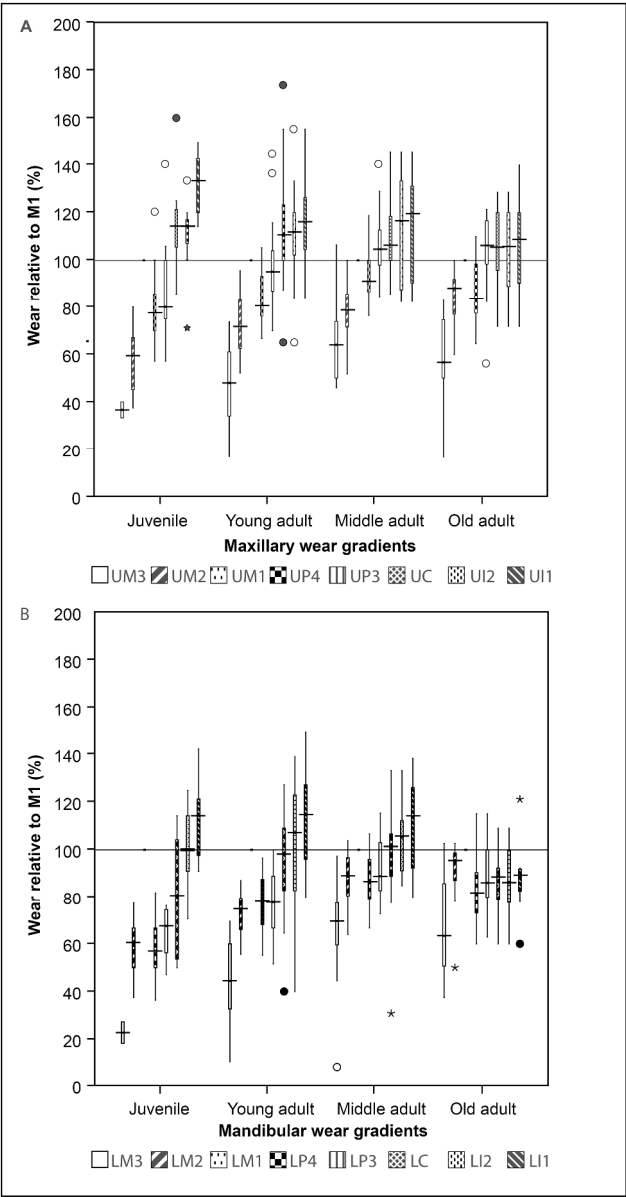 A
200
180
160
140
120
100
80
60
40
20
0
Wear relative to M1 (%)
Juvenile Young adult Middle adult Old adult
Maxillary wear gradients
UM3 UM2 UM1 UP4 UP3 UC UI2 UI1
B
200
180
160
140
120
100
80
60
40
20
0
Wear relative to M1 (%)
Juvenile Young adult Middle adult Old adult
Mandibular wear gradients
LM3 LM2 LM1 LP4 LP3 LC LI2 LI1